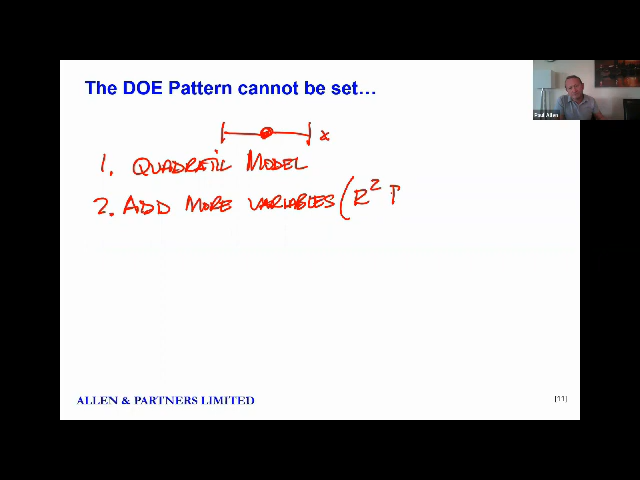 The DOE Pattern cannot be set…
x
1. QUADRATIC MODEL
2. ADD MORE VARIABLES (R²
ALLEN & PARTNERS LIMITED
[11]
Paul Allen